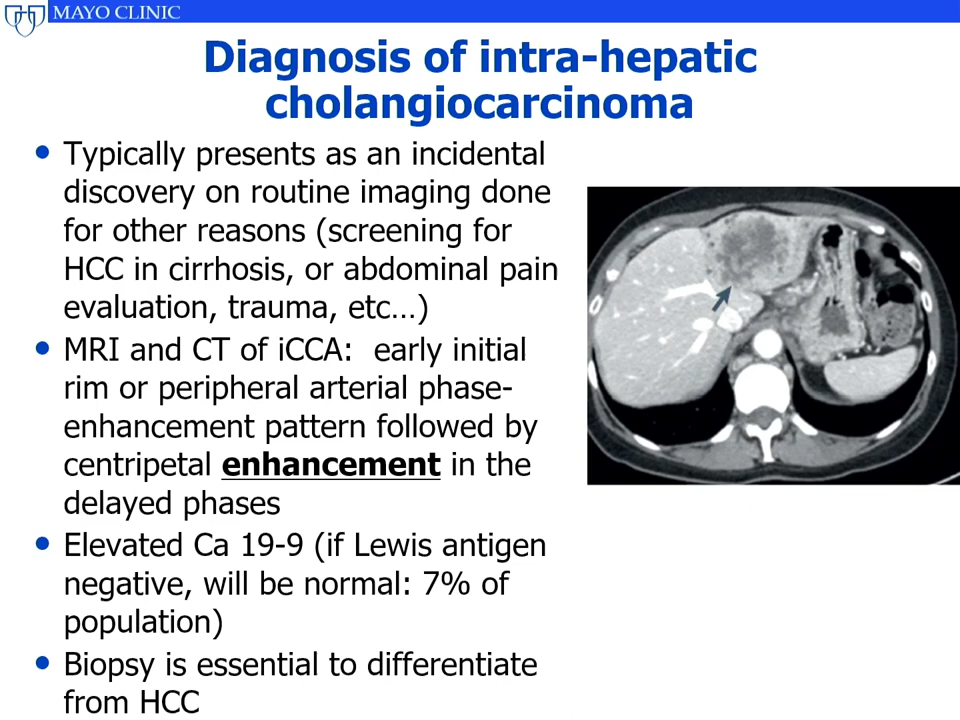 MAYO CLINIC
Diagnosis of intra-hepatic
cholangiocarcinoma
• Typically presents as an incidental
discovery on routine imaging done
for other reasons (screening for
HCC in cirrhosis, or abdominal pain
evaluation, trauma, etc…)
• MRI and CT of iCCA:  early initial
rim or peripheral arterial phase-
enhancement pattern followed by
centripetal enhancement in the
delayed phases
• Elevated Ca 19-9 (if Lewis antigen
negative, will be normal: 7% of
population)
• Biopsy is essential to differentiate
from HCC